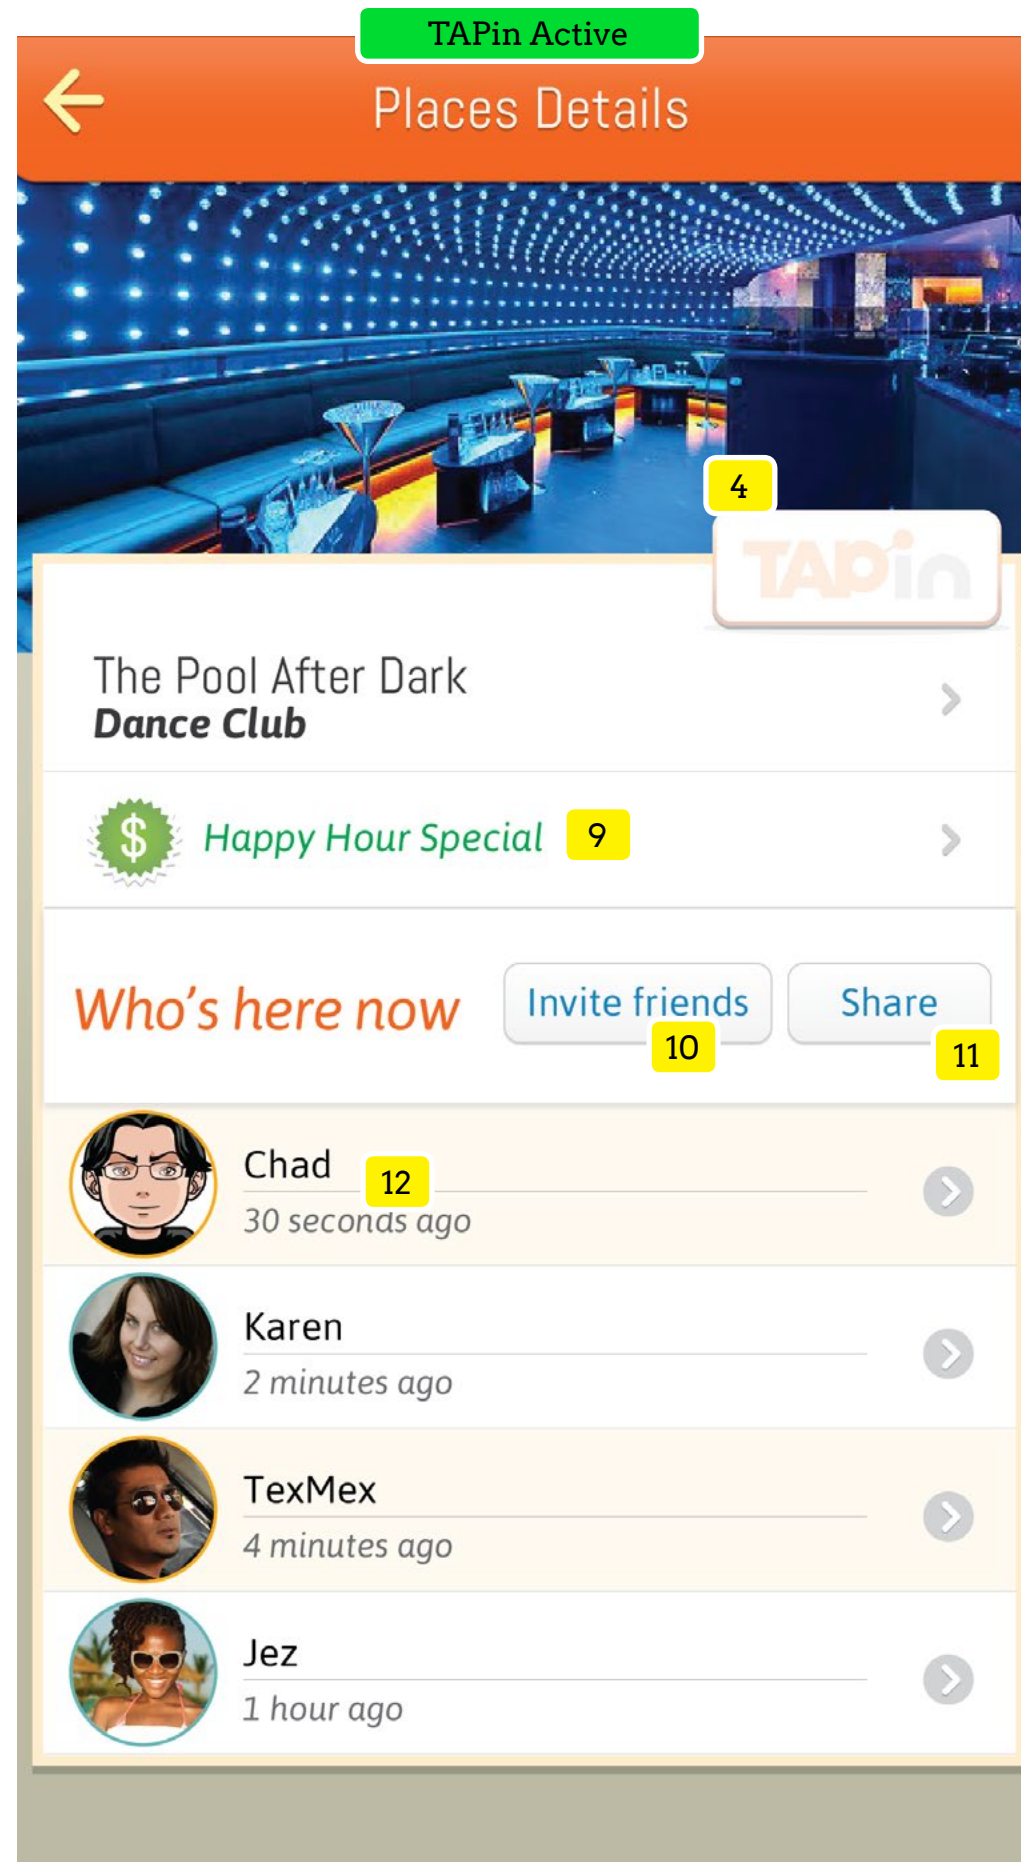 TAPin Active
Places Details
4
TAPin
The Pool After Dark
Dance Club
$ Happy Hour Special 9
Who's here now
Invite friends
Share
10
11
Chad
12
30 seconds ago
Karen
2 minutes ago
TexMex
4 minutes ago
Jez
1 hour ago